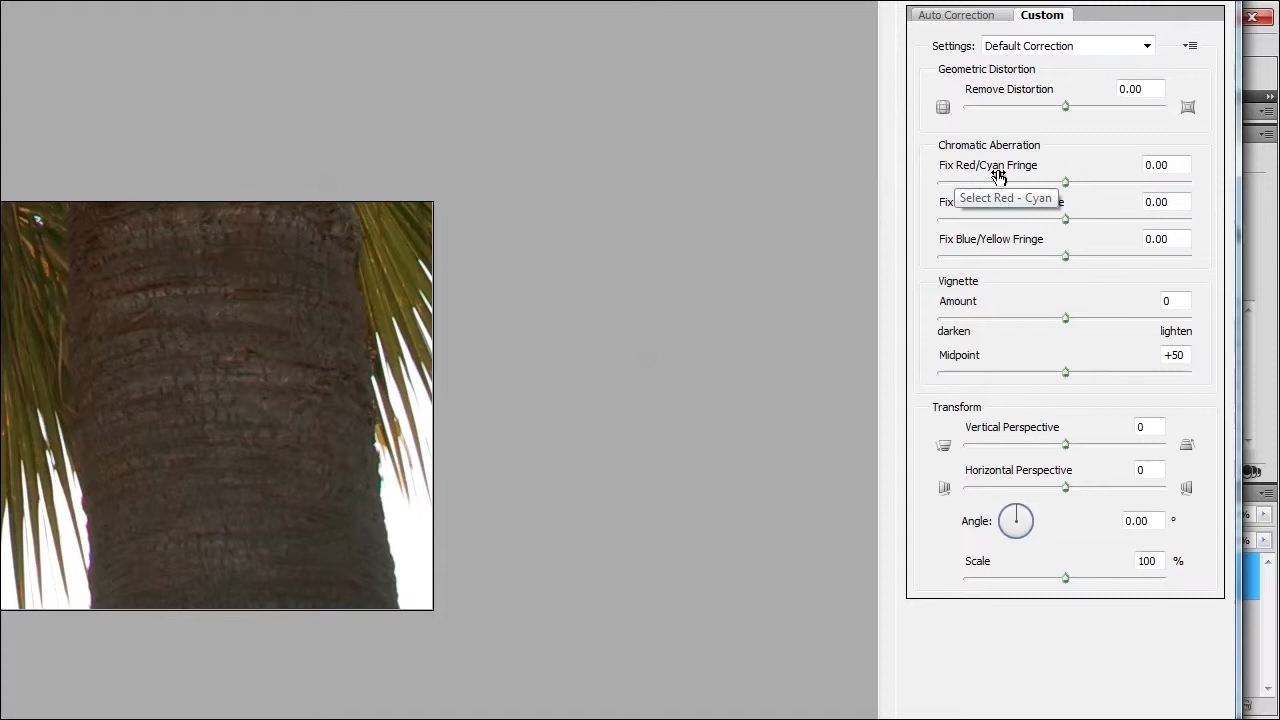 Auto Correction Custom
Settings: Default Correction
Geometric Distortion
Remove Distortion 0.00
Chromatic Aberration
Fix Red/Cyan Fringe 0.00
Select Red - Cyan
Fix e 0.00
Fix Blue/Yellow Fringe 0.00
Vignette
Amount 0
darken lighten
Midpoint +50
Transform
Vertical Perspective 0
Horizontal Perspective 0
% 
Angle: 0.00 °
%
Scale 100 %